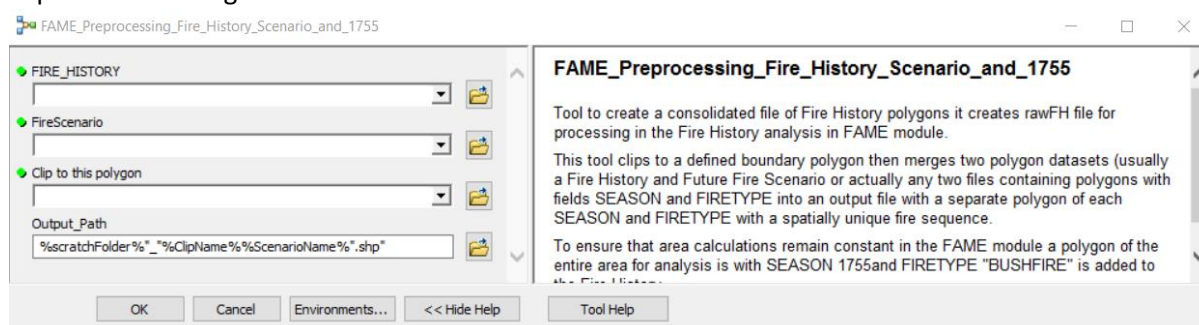 FAME_Preprocessing_Fire_History_Scenario_and_1755
FIRE_HISTORY
FireScenario
Clip to this polygon
Output_Path
%scratchFolder%"_"%ClipName%%ScenarioName%".shp"
FAME_Preprocessing_Fire_History_Scenario_and_1755
Tool to create a consolidated file of Fire History polygons it creates rawFH file for
processing in the Fire History analysis in FAME module.
This tool clips to a defined boundary polygon then merges two polygon datasets (usually
a Fire History and Future Fire Scenario or actually any two files containing polygons with
fields SEASON and FIRETYPE into an output file with a separate polygon of each
SEASON and FIRETYPE with a spatially unique fire sequence.
To ensure that area calculations remain constant in the FAME module a polygon of the
entire area for analysis is with SEASON 1755and FIRETYPE "BUSHFIRE" is added to
the Fire History
OK
Cancel
Environments...
<< Hide Help
Tool Help